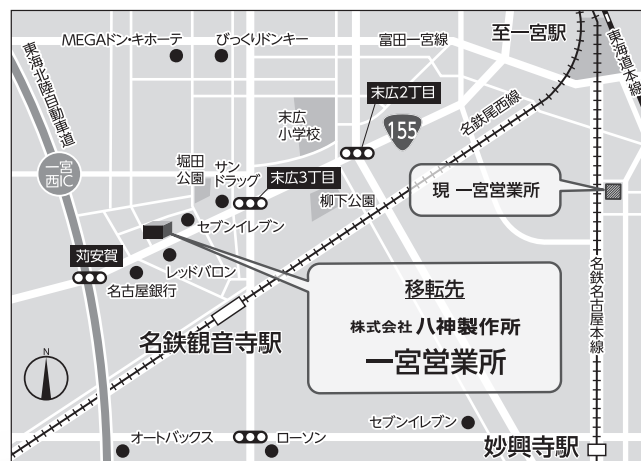 MEGAドン・キホーテ
びっくりドンキー
富田一宮線
至一宮駅
東海道本線
東海北陸自動車道
末広2丁目
155
名鉄尾西線
末広
小学校
一宮
西IC
堀田
公園
サン
ドラッグ
末広3丁目
柳下公園
現 一宮営業所
セブンイレブン
苅安賀
レッドバロン
名古屋銀行
名鉄観音寺駅
移転先
株式会社 八神製作所
一宮営業所
名鉄名古屋本線
N
セブンイレブン
オートバックス
ローソン
妙興寺駅